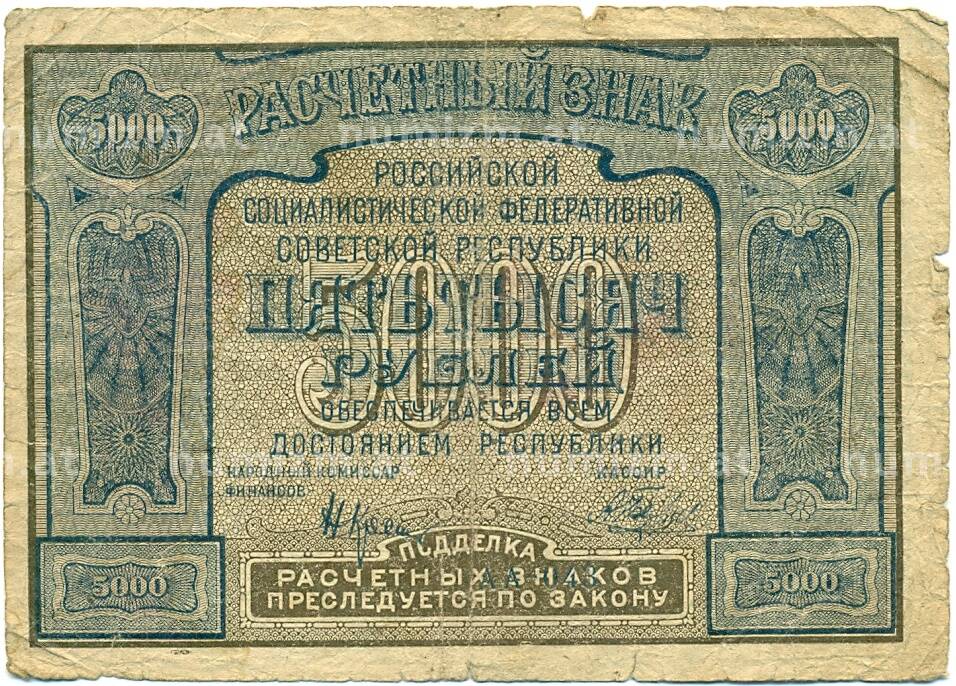 РАСЧЕТНЫЙ ЗНАК
5000 5000
РОССИЙСКОЙ
СОЦИАЛИСТИЧЕСКОЙ ФЕДЕРАТИВНОЙ
СОВЕТСКОЙ РЕСПУБЛИКИ
5000
ПЯТЬ ТЫСЯЧ
РУБЛЕЙ
ОБЕСПЕЧИВАЕТСЯ ВСЕМ
ДОСТОЯНИЕМ РЕСПУБЛИКИ
НАРОДНЫЙ КОМИССАР КАССИР
ФИНАНСОВ
ПОДДЕЛКА
5000 РАСЧЕТНЫХ ЗНАКОВ 5000
ПРЕСЛЕДУЕТСЯ ПО ЗАКОНУ